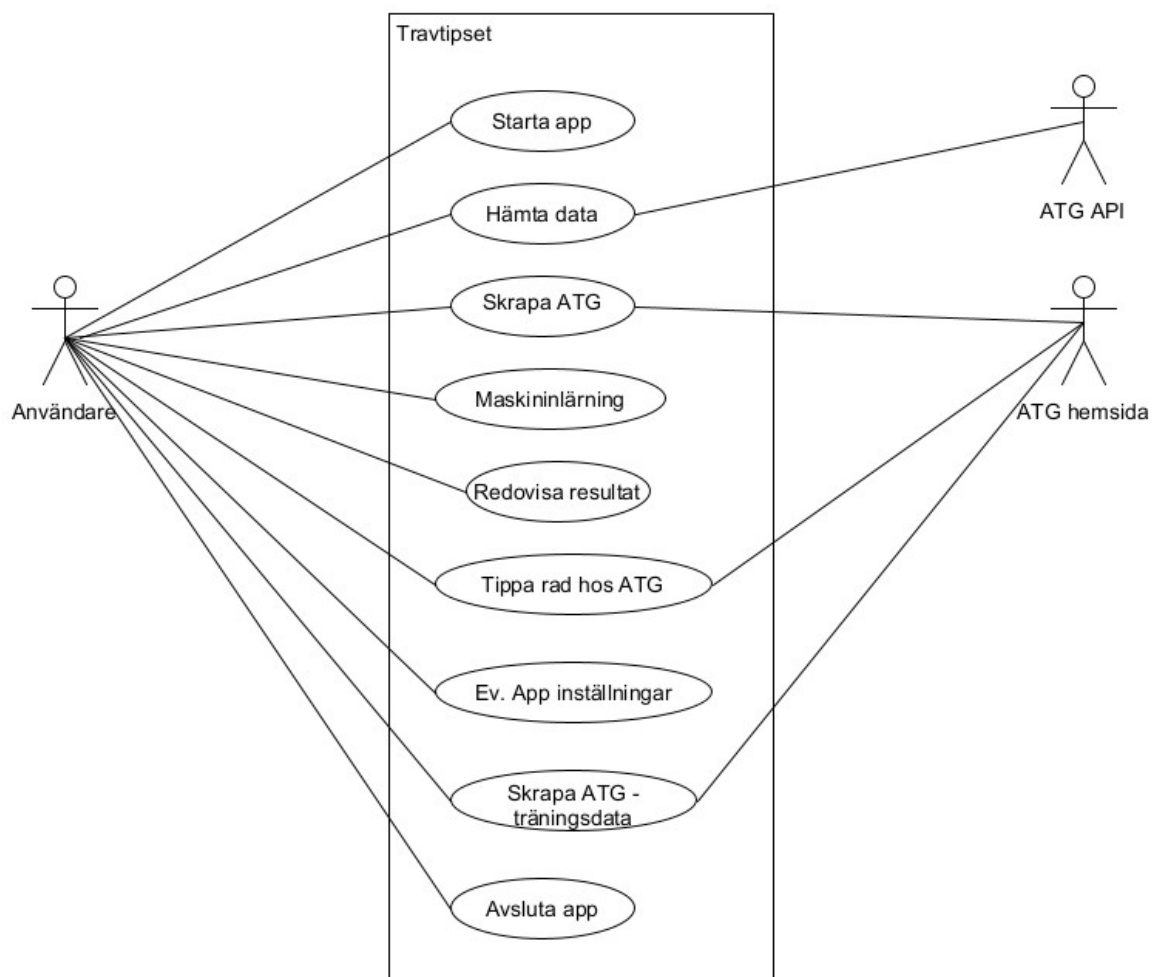 Travtipset
Starta app
Hämta data
ATG API
Skrapa ATG
Maskininlärning
Användare
ATG hemsida
Redovisa resultat
Tippa rad hos ATG
Ev. App inställningar
Skrapa ATG -
träningsdata
Avsluta app